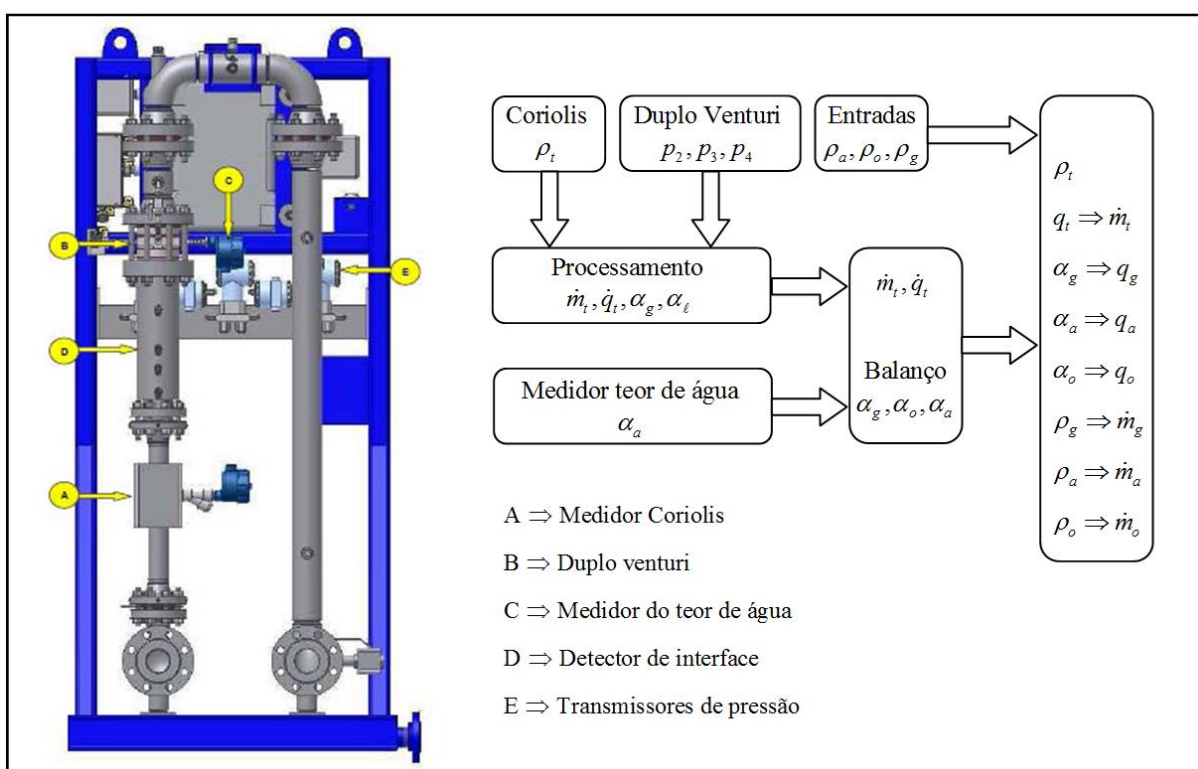 C
B
E
D
A
Coriolis
ρ_t
Duplo Venturi
p_2, p_3, p_4
Entradas
ρ_a, ρ_o, ρ_g
Processamento
ṁ_t, q̇_t, α_g, α_ℓ
Medidor teor de água
α_a
ṁ_t, q̇_t
Balanço
α_g, α_o, α_a
ρ_t
q_t ⇒ ṁ_t
α_g ⇒ q_g
α_a ⇒ q_a
α_o ⇒ q_o
ρ_g ⇒ ṁ_g
ρ_a ⇒ ṁ_a
ρ_o ⇒ ṁ_o
A ⇒ Medidor Coriolis
B ⇒ Duplo venturi
C ⇒ Medidor do teor de água
D ⇒ Detector de interface
E ⇒ Transmissores de pressão